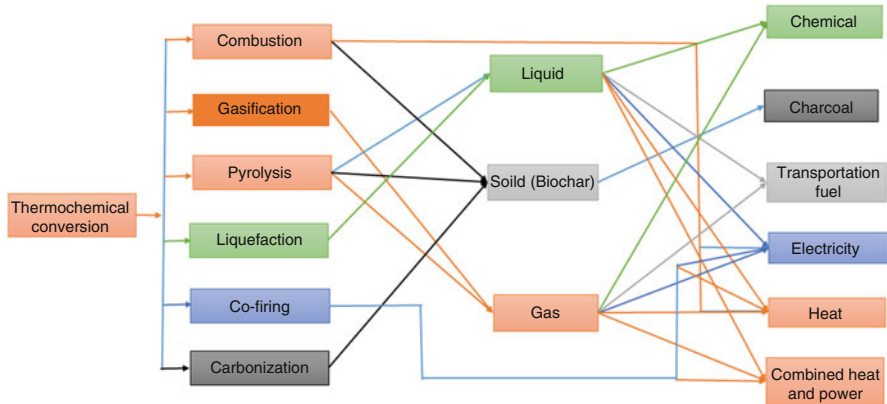 Thermochemical
conversion
Combustion
Gasification
Pyrolysis
Liquefaction
Co-firing
Carbonization
Liquid
Soild (Biochar)
Gas
Chemical
Charcoal
Transportation
fuel
Electricity
Heat
Combined heat
and power